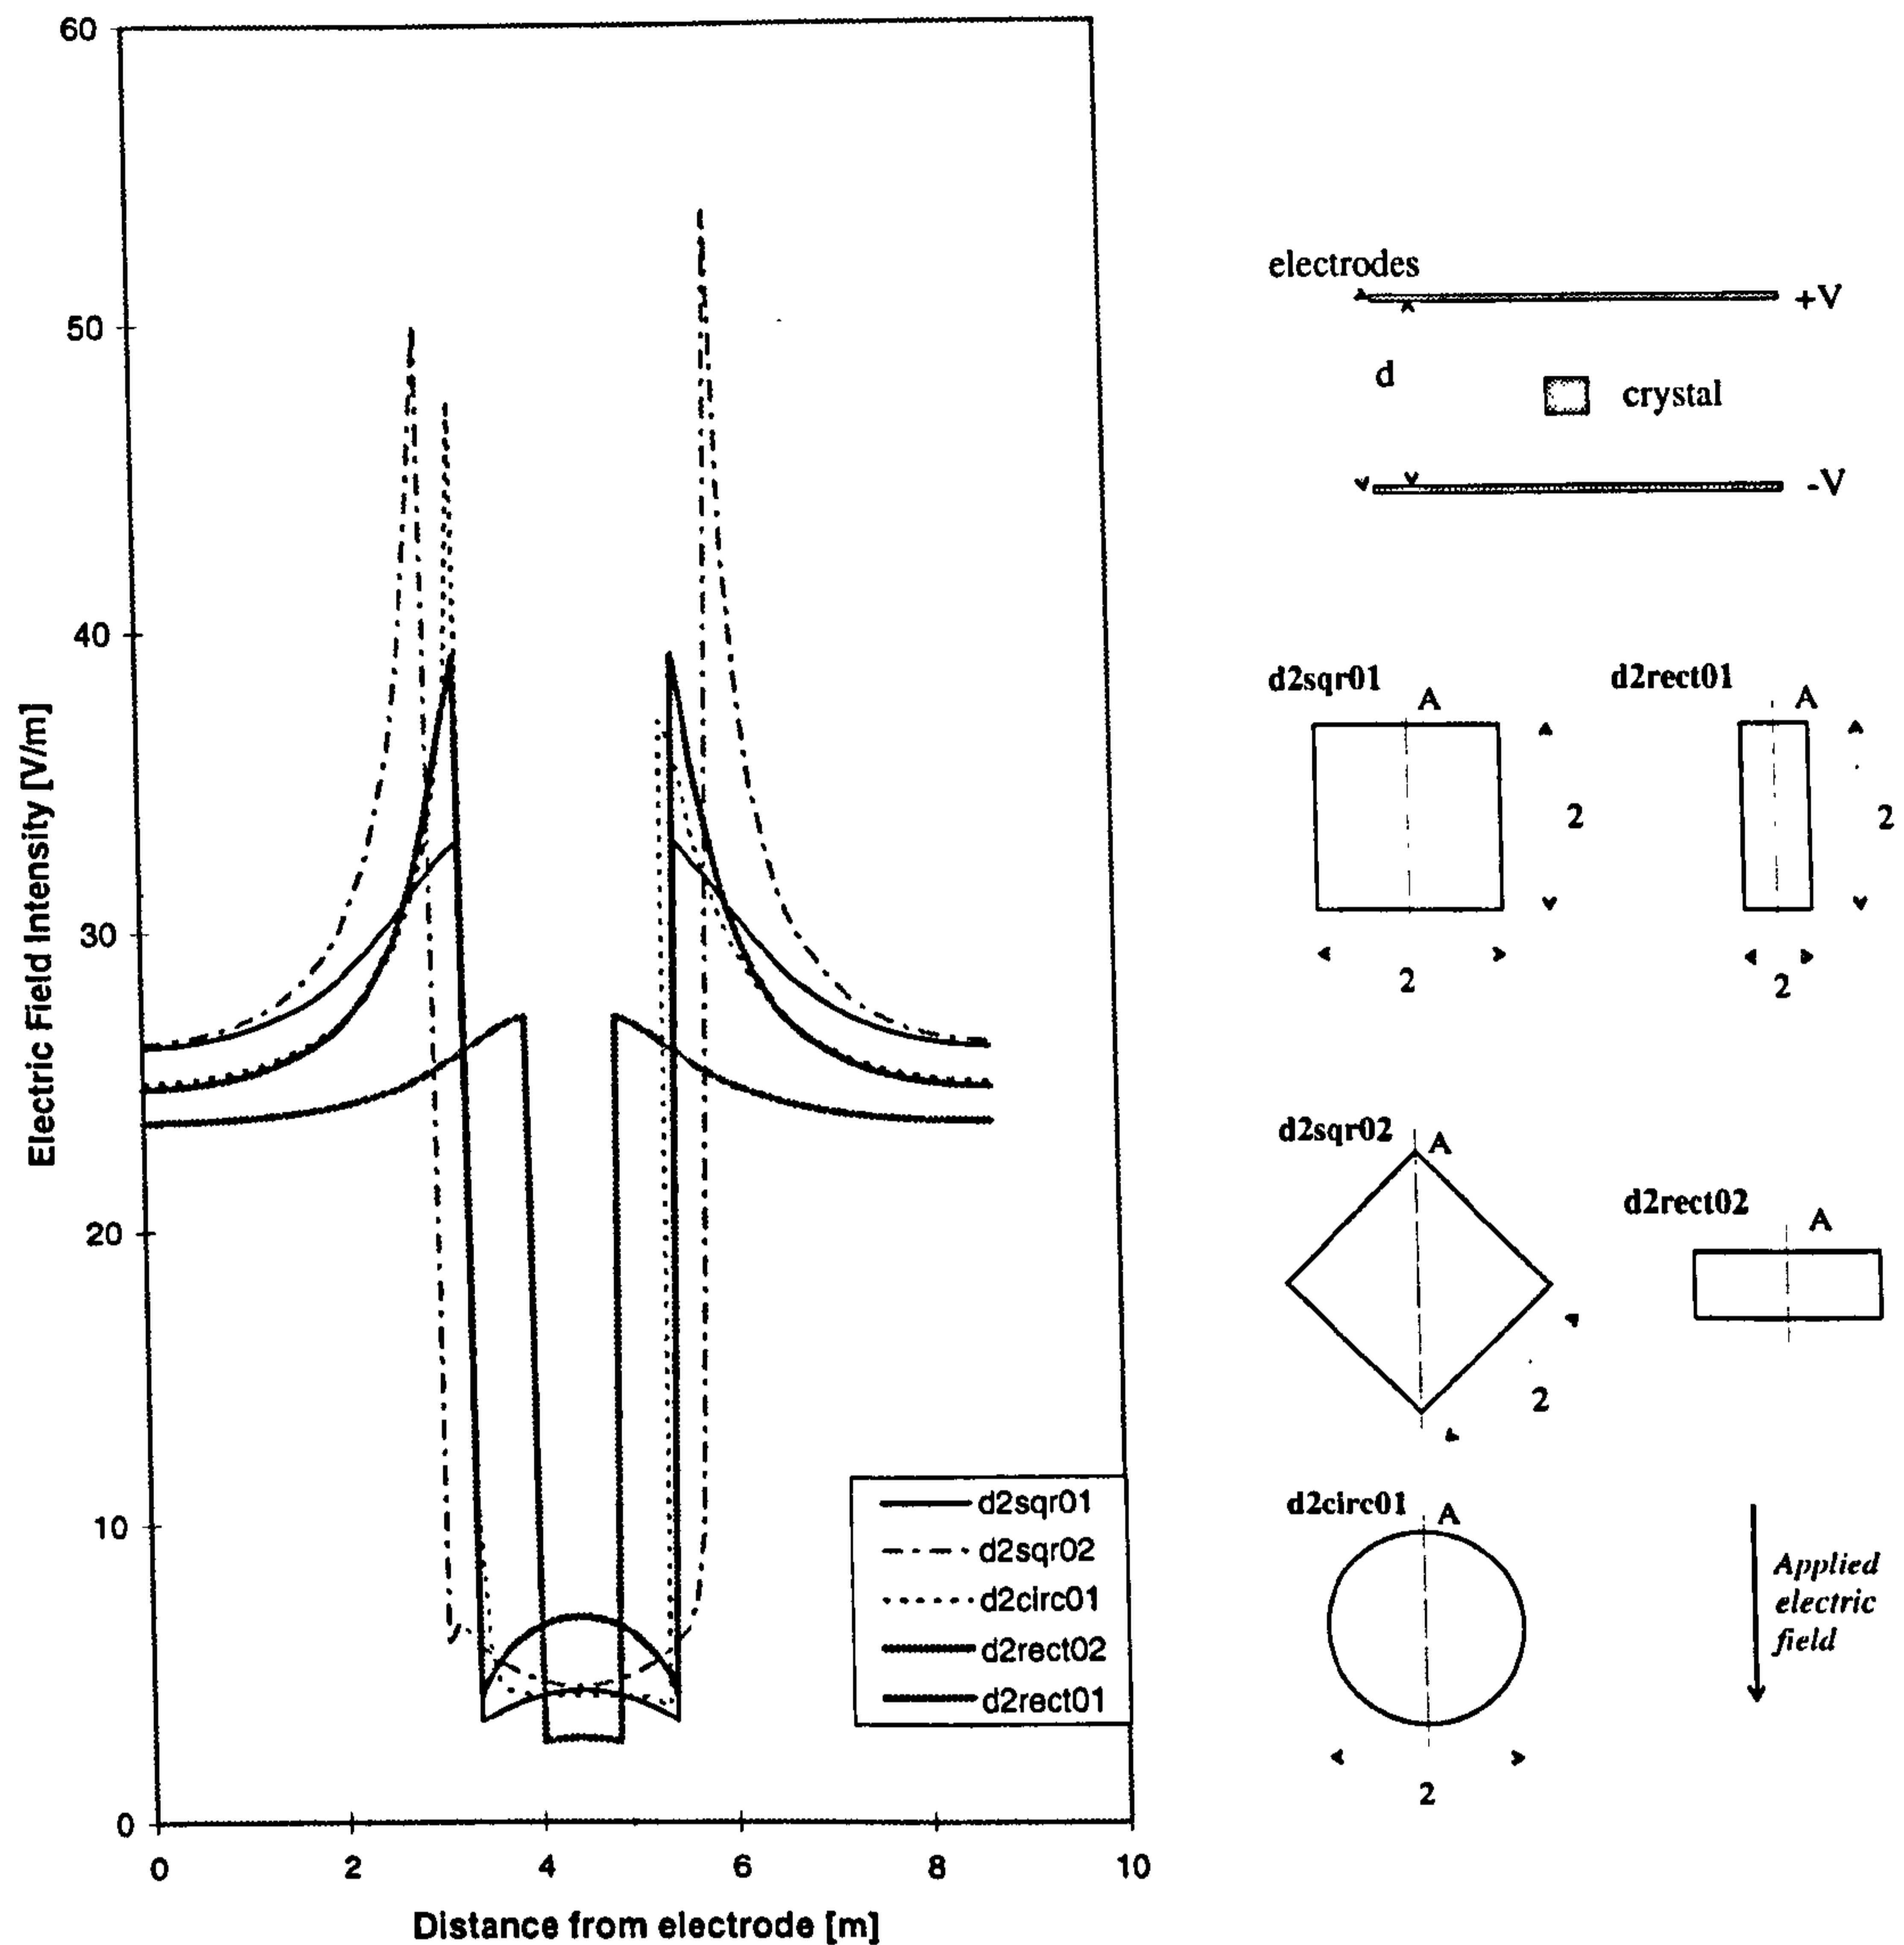 60
50
40
30
20
10
0
0 2 4 6 8 10
Electric Field Intensity [V/m]
Distance from electrode [m]
d2sqr01
d2sqr02
d2circ01
d2rect02
d2rect01
electrodes
+V
d
crystal
-V
d2sqr01
A
2
2
d2rect01
A
2
2
d2sqr02
A
2
d2rect02
A
d2circ01
A
2
Applied
electric
field